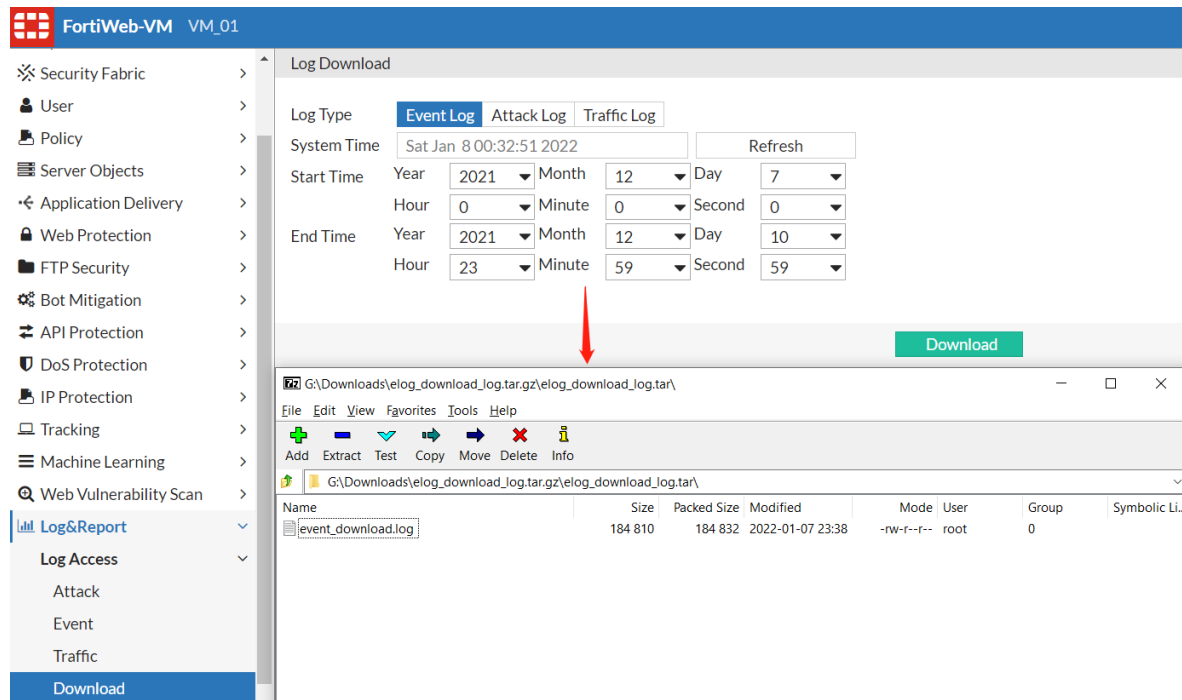 FortiWeb-VM VM_01
Security Fabric
User
Policy
Server Objects
Application Delivery
Web Protection
FTP Security
Bot Mitigation
API Protection
DoS Protection
IP Protection
Tracking
Machine Learning
Web Vulnerability Scan
Log&Report
Log Access
Attack
Event
Traffic
Download
Log Download
Log Type Event Log Attack Log Traffic Log
System Time Sat Jan 8 00:32:51 2022 Refresh
Start Time Year 2021 Month 12 Day 7
Hour 0 Minute 0 Second 0
End Time Year 2021 Month 12 Day 10
Hour 23 Minute 59 Second 59
Download
7z G:\Downloads\elog_download_log.tar.gz\elog_download_log.tar\
File Edit View Favorites Tools Help
Add Extract Test Copy Move Delete Info
G:\Downloads\elog_download_log.tar.gz\elog_download_log.tar\
Name Size Packed Size Modified Mode User Group Symbolic Li...
event_download.log 184 810 184 832 2022-01-07 23:38 -rw-r--r-- root 0